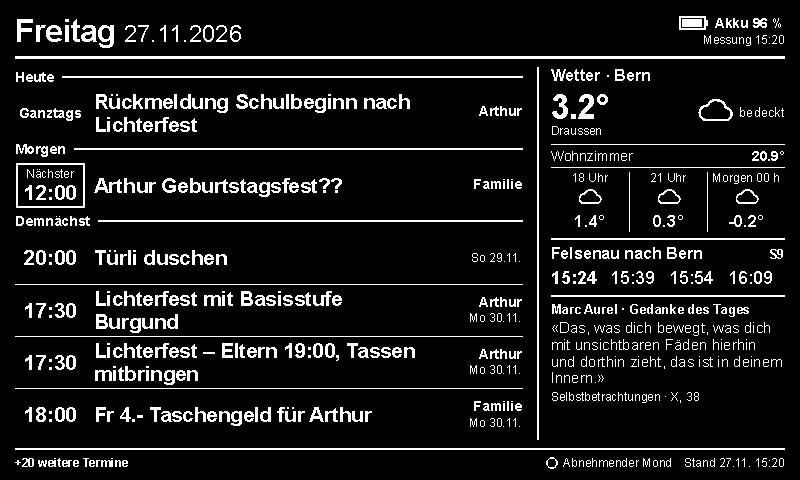 Freitag 27.11.2026
Akku 96 %
Messung 15:20
Heute
Ganztags Rückmeldung Schulbeginn nach Lichterfest Arthur
Morgen
Nächster
12:00 Arthur Geburtstagsfest?? Familie
Demnächst
20:00 Türli duschen So 29.11.
17:30 Lichterfest mit Basisstufe Burgund Arthur
Mo 30.11.
17:30 Lichterfest – Eltern 19:00, Tassen mitbringen Arthur
Mo 30.11.
18:00 Fr 4.- Taschengeld für Arthur Familie
Mo 30.11.
+20 weitere Termine
Wetter · Bern
3.2° bedeckt
Draussen
Wohnzimmer 20.9°
18 Uhr 21 Uhr Morgen 00 h
1.4° 0.3° -0.2°
Felsenau nach Bern S9
15:24 15:39 15:54 16:09
Marc Aurel · Gedanke des Tages
«Das, was dich bewegt, was dich
mit unsichtbaren Fäden hierhin
und dorthin zieht, das ist in deinem
Innern.»
Selbstbetrachtungen · X, 38
Abnehmender Mond Stand 27.11. 15:20